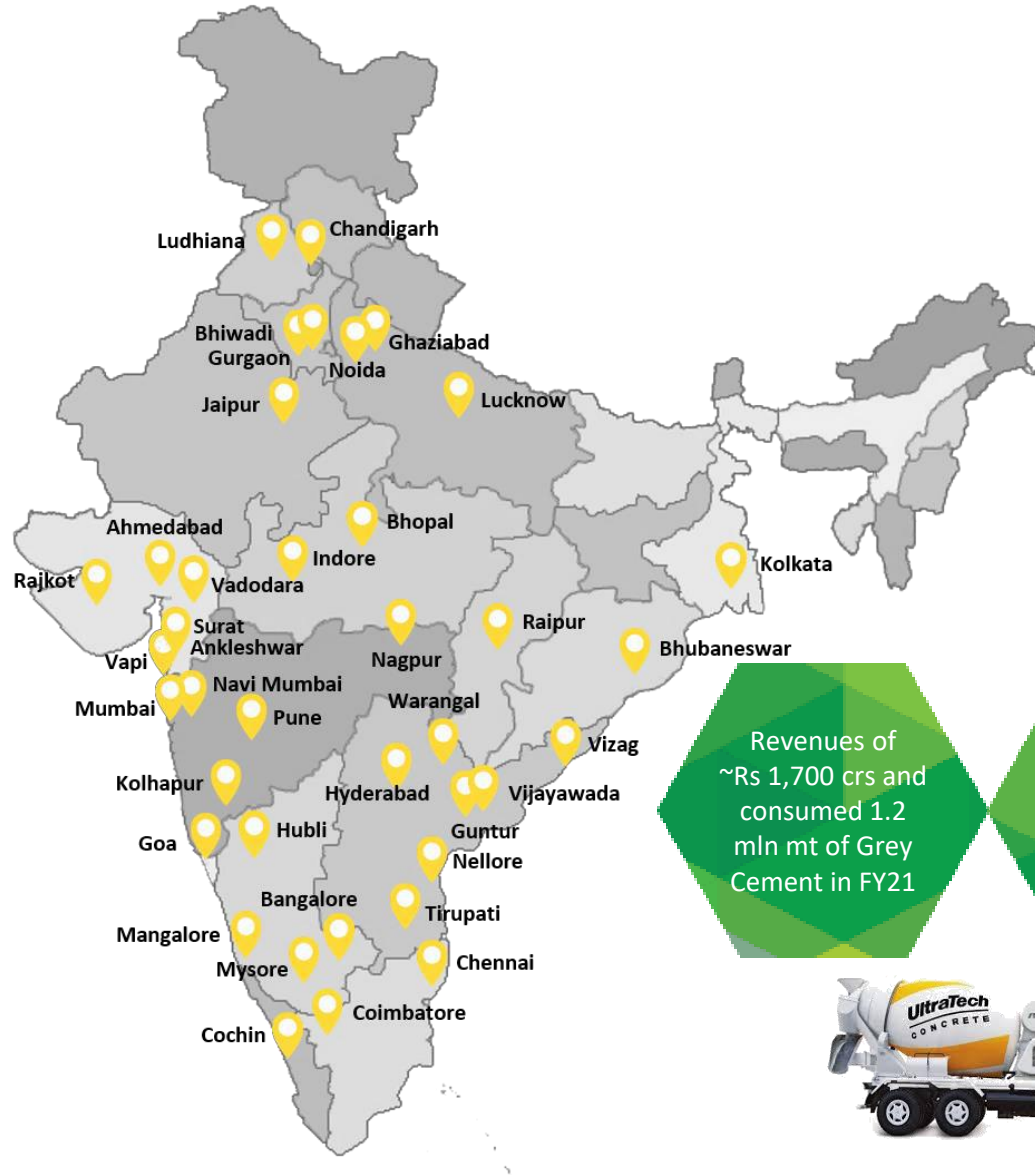 Ludhiana
Chandigarh
Bhiwadi
Gurgaon
Noida
Ghaziabad
Jaipur
Lucknow
Bhopal
Ahmedabad
Indore
Rajkot
Vadodara
Kolkata
Surat
Ankleshwar
Vapi
Raipur
Nagpur
Bhubaneswar
Navi Mumbai
Mumbai
Pune
Warangal
Vizag
Kolhapur
Hyderabad
Vijayawada
Guntur
Goa
Hubli
Nellore
Bangalore
Tirupati
Mangalore
Mysore
Chennai
Coimbatore
Cochin
Revenues of
~Rs 1,700 crs and
consumed 1.2
mln mt of Grey
Cement in FY21
UltraTech
CONCRETE